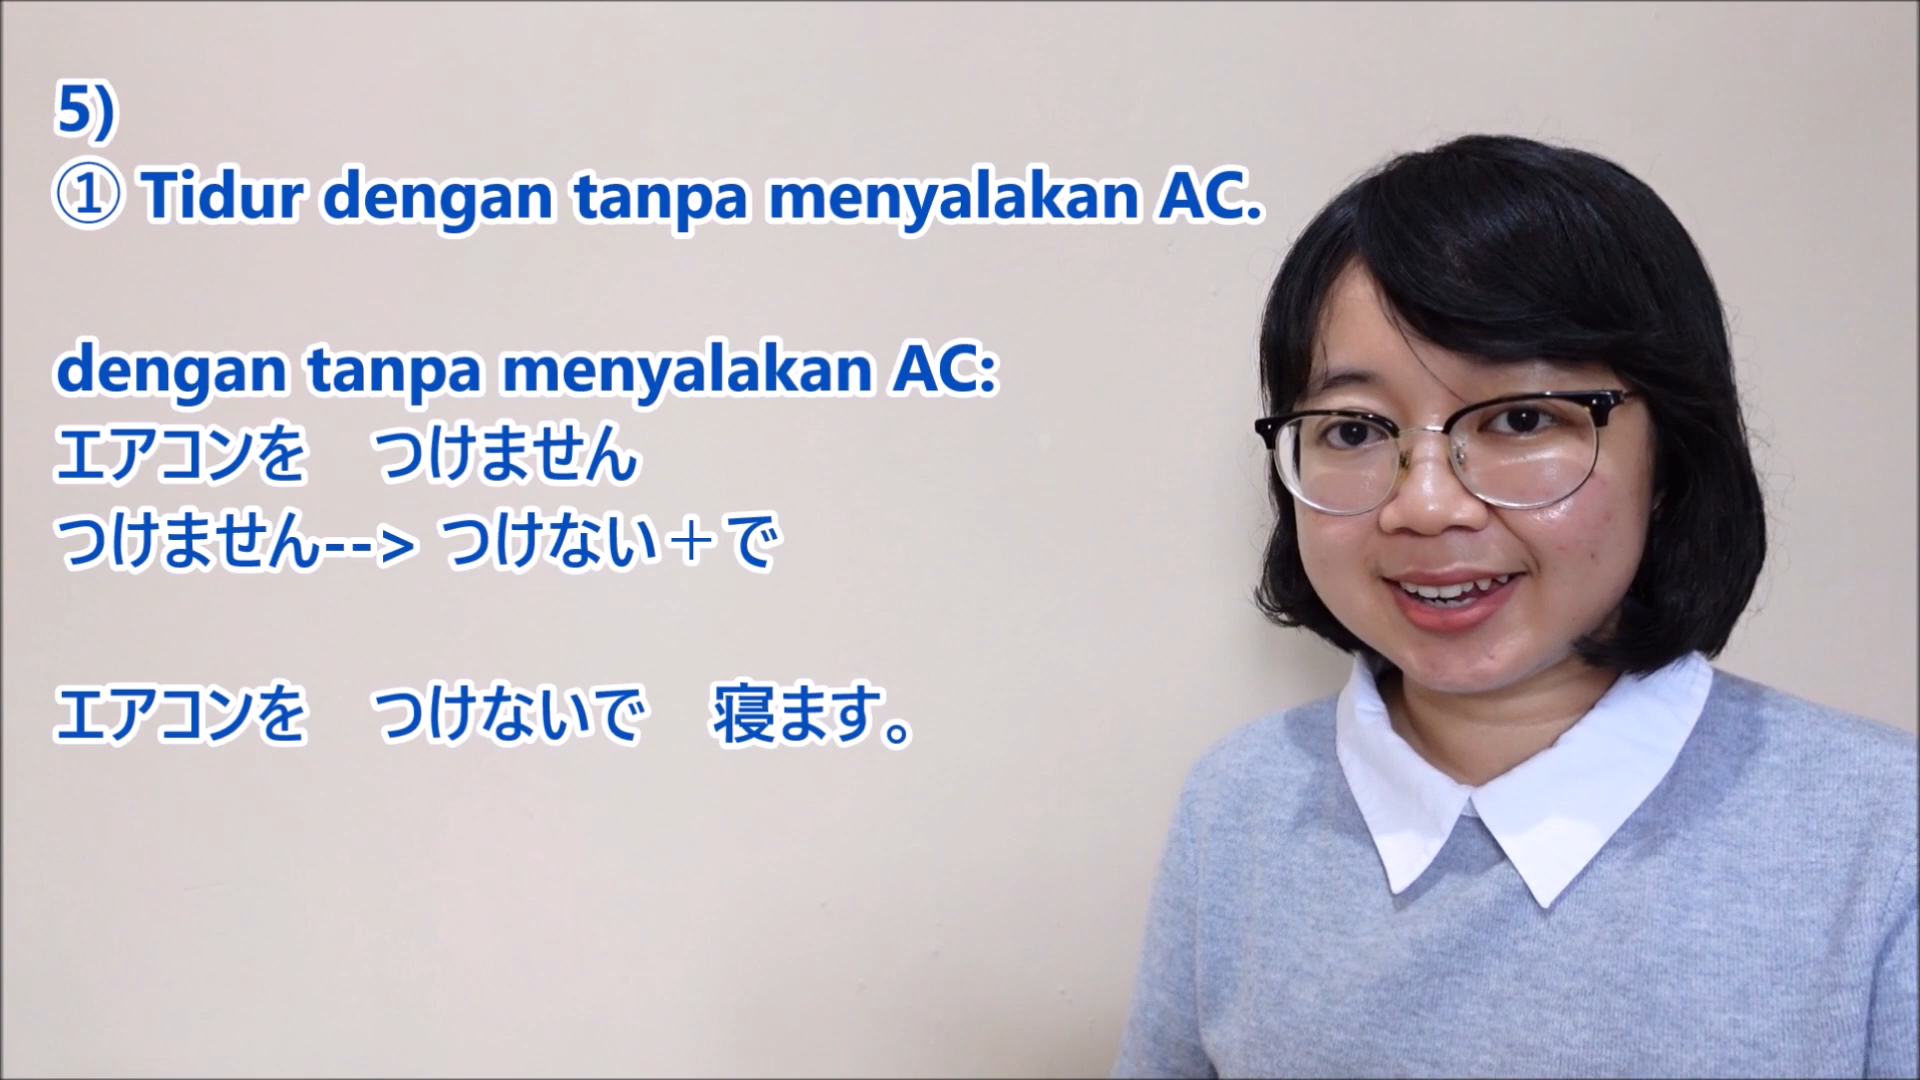 5)
① Tidur dengan tanpa menyalakan AC.
dengan tanpa menyalakan AC:
エアコンを　つけません
つけません--> つけない＋で
エアコンを　つけないで　寝ます。